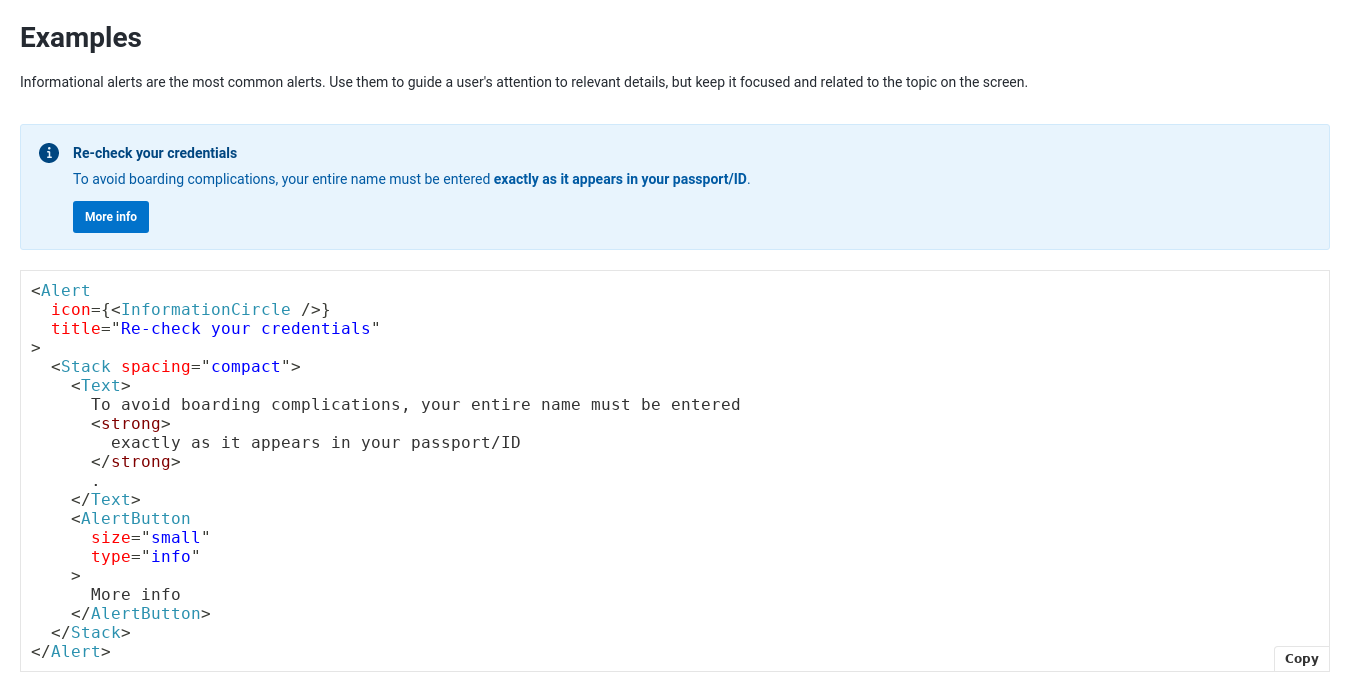 Examples
Informational alerts are the most common alerts. Use them to guide a user's attention to relevant details, but keep it focused and related to the topic on the screen.
Re-check your credentials
To avoid boarding complications, your entire name must be entered exactly as it appears in your passport/ID.
More info
<Alert
  icon={<InformationCircle />}
  title="Re-check your credentials"
>
  <Stack spacing="compact">
    <Text>
      To avoid boarding complications, your entire name must be entered
      <strong>
        exactly as it appears in your passport/ID
      </strong>
      .
    </Text>
    <AlertButton
      size="small"
      type="info"
    >
      More info
    </AlertButton>
  </Stack>
</Alert>
Copy